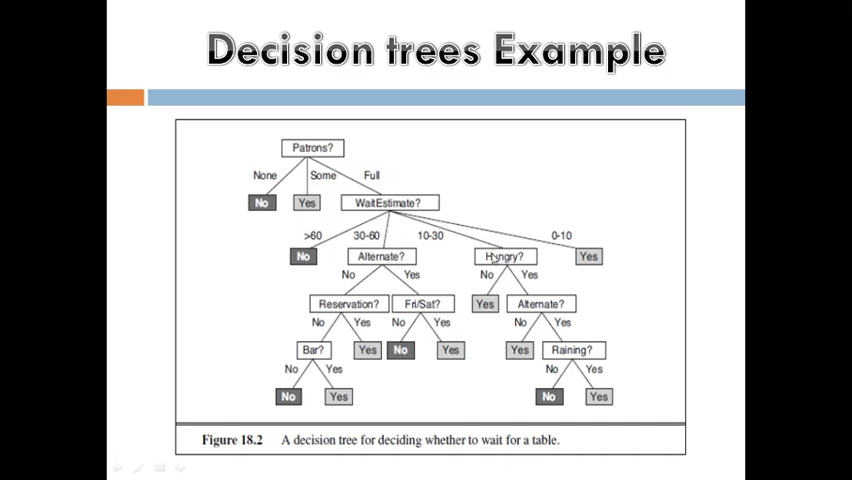 Decision trees Example
Patrons?
None Some Full
No Yes WaitEstimate?
>60 30-60 10-30 0-10
No Alternate? Hungry? Yes
No Yes No Yes
Reservation? Fri/Sat? Yes Alternate?
No Yes No Yes No Yes
Bar? Yes No Yes Yes Raining?
No Yes No Yes
No Yes No Yes
Figure 18.2 A decision tree for deciding whether to wait for a table.